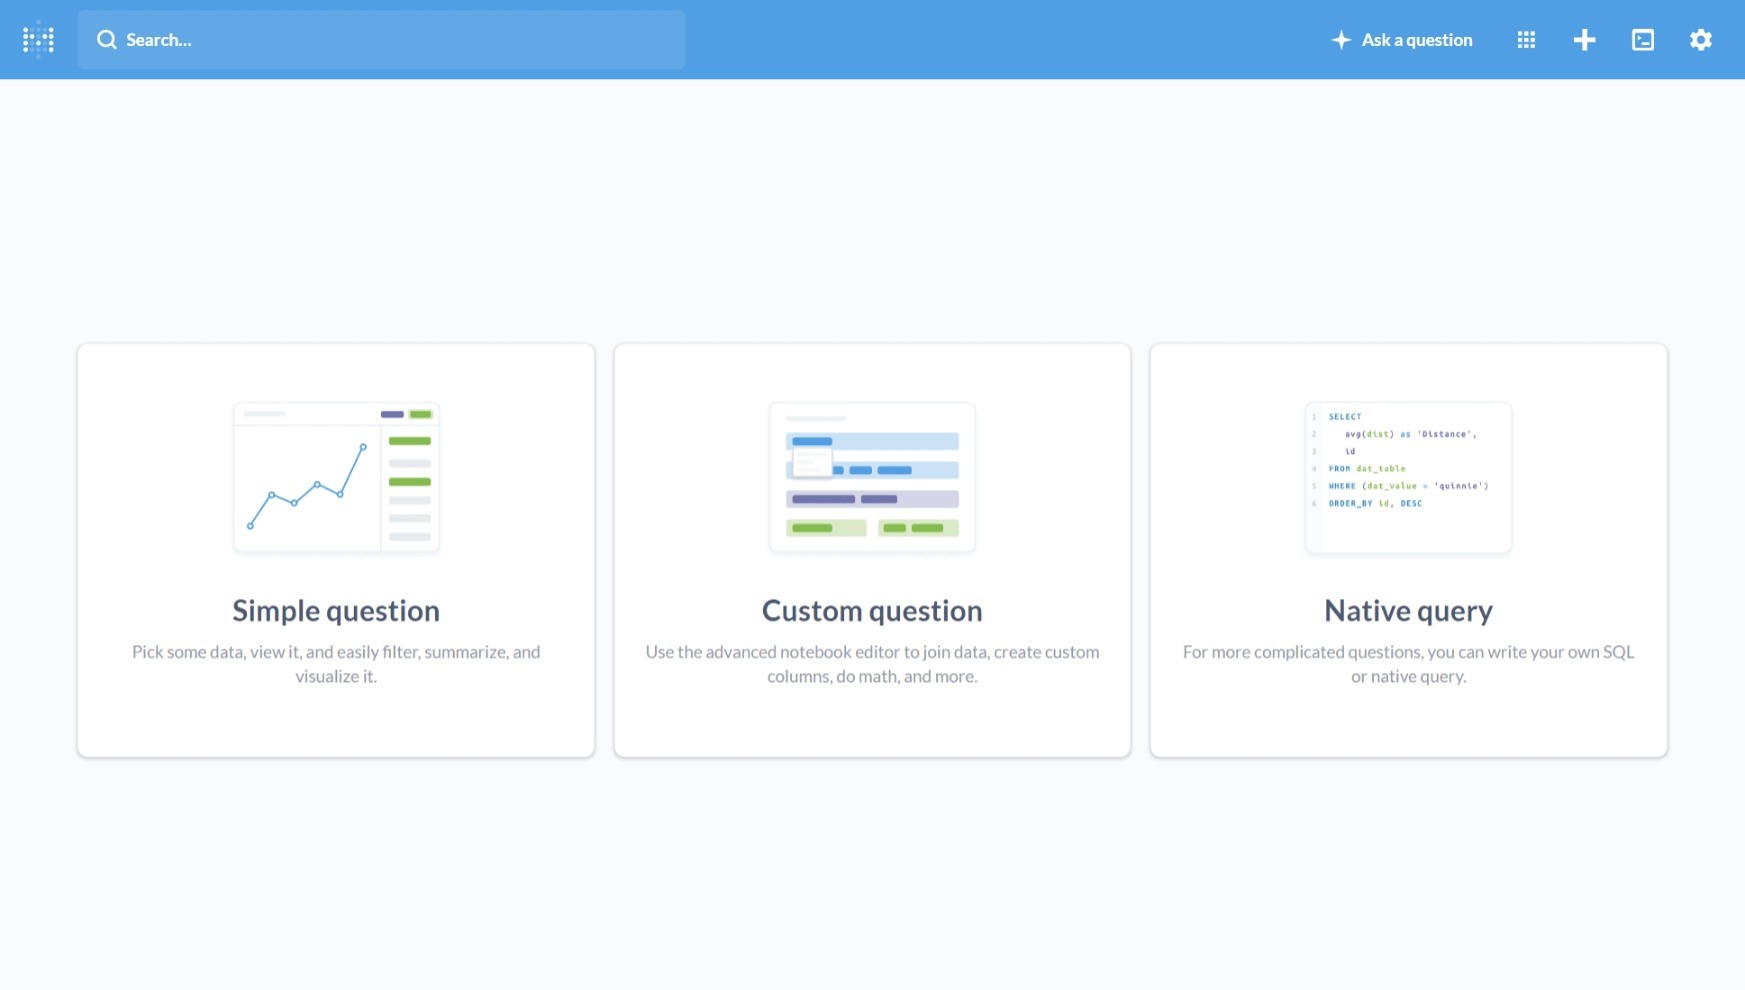 Search...
Ask a question
1 SELECT
2 avg(dist) as 'Distance',
3 id
4 FROM dat_table
5 WHERE (dat_value = 'quinnie')
6 ORDER_BY id, DESC
Simple question
Pick some data, view it, and easily filter, summarize, and
visualize it.
Custom question
Use the advanced notebook editor to join data, create custom
columns, do math, and more.
Native query
For more complicated questions, you can write your own SQL
or native query.